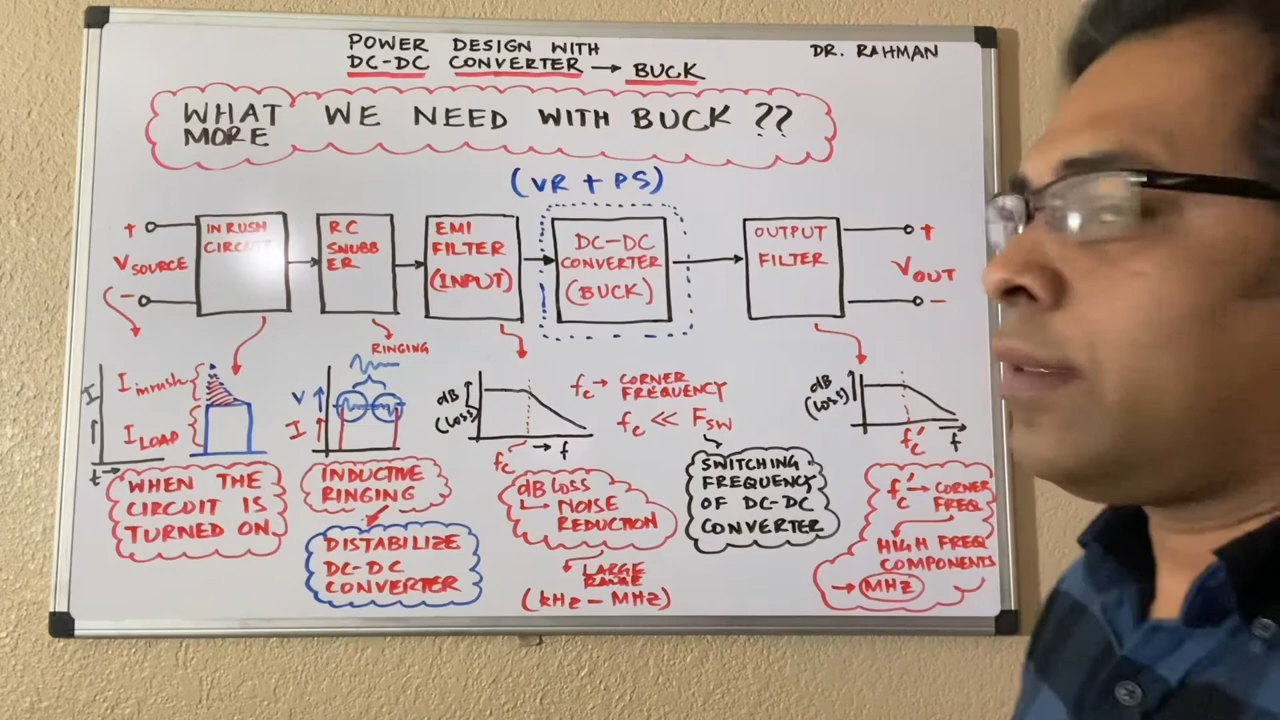 POWER DESIGN WITH
DC-DC CONVERTER → BUCK
DR. RAHMAN
WHAT WE NEED WITH BUCK ??
MORE
(VR + PS)
+
VSOURCE
-
INRUSH
CIRCUIT
RC
SNUBB
ER
EMI
FILTER
(INPUT)
DC-DC
CONVERTER
(BUCK)
OUTPUT
FILTER
+
VOUT
-
I
t
Iinrush
ILOAD
WHEN THE
CIRCUIT IS
TURNED ON
RINGING
V
I
INDUCTIVE
RINGING
DISTABILIZE
DC-DC
CONVERTER
dB
(LOSS)
fc
f
fc → CORNER
FREQUENCY
fc << FSW
dB LOSS
NOISE
REDUCTION
LARGE
RANGE
(kHz - MHz)
SWITCHING
FREQUENCY
OF DC-DC
CONVERTER
dB
(LOSS)
fc'
f
fc' → CORNER
FREQ.
HIGH FREQ
COMPONENTS
→ MHz